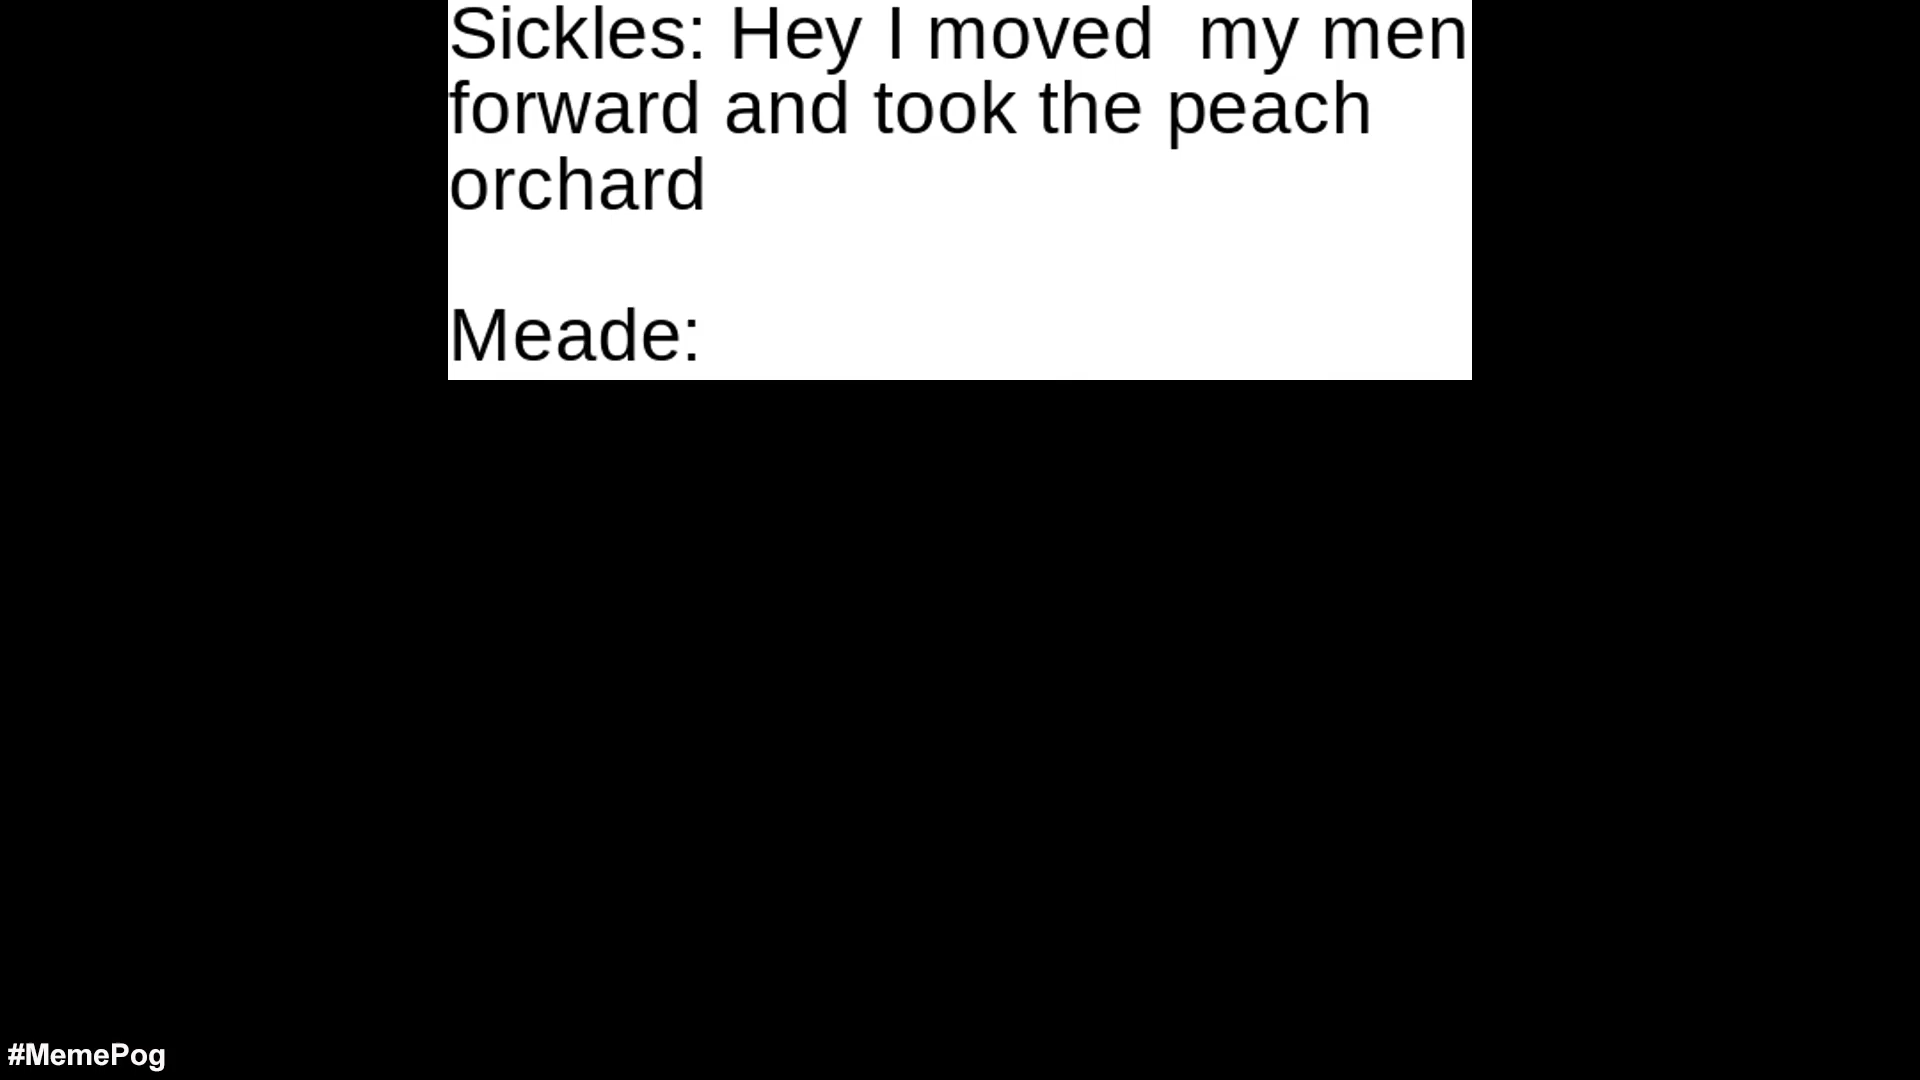 Sickles: Hey I moved  my men
forward and took the peach
orchard
Meade:
#MemePog